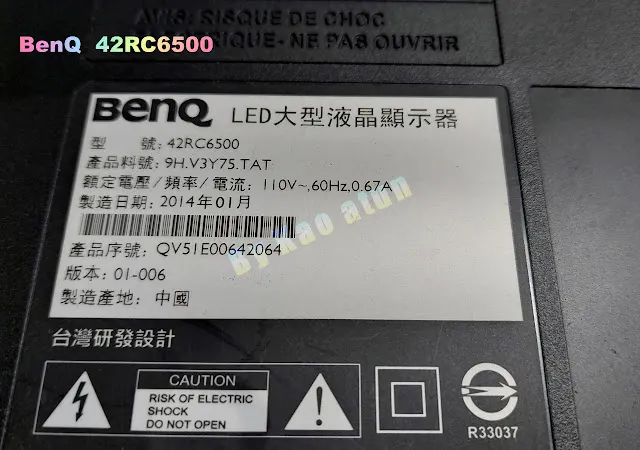 AVIS: RISQUE DE CHOC
BenQ 42RC6500
NE PAS OUVRIR
BenQ LED大型液晶顯示器
型 號: 42RC6500
產品料號: 9H.V3Y75.TAT
額定電壓/頻率/電流: 110V~,60Hz,0.67A
製造日期: 2014年01月
產品序號: QV51E00642064
By Kao atun
版本: 01-006
製造產地: 中國
台灣研發設計
CAUTION
RISK OF ELECTRIC
SHOCK
DO NOT OPEN
R33037